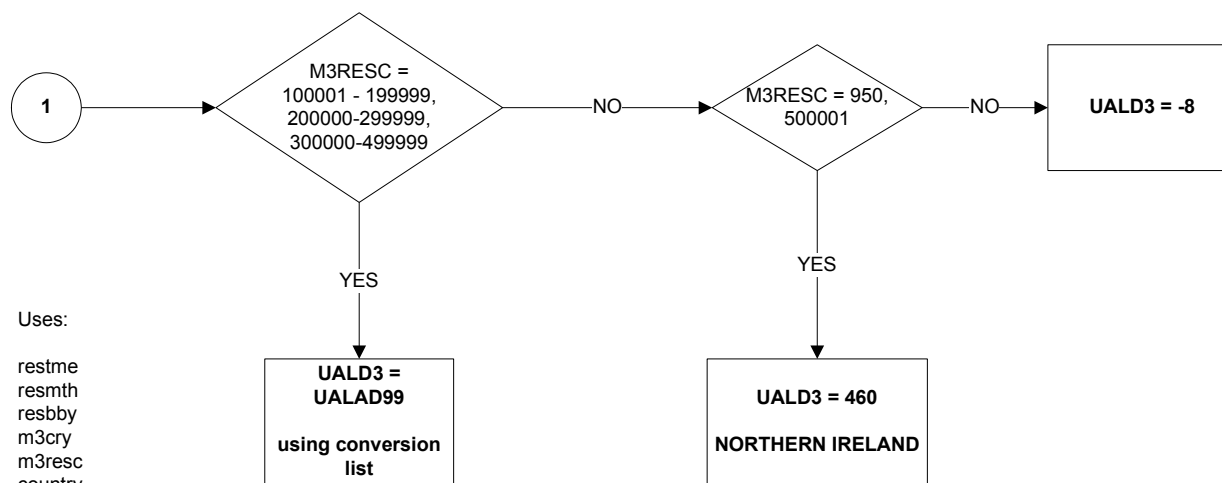 1
M3RESC =
100001 - 199999,
200000-299999,
300000-499999
NO
M3RESC = 950,
500001
NO
UALD3 = -8
YES
YES
Uses:
restme
resmth
resbby
m3cry
m3resc
country
UALD3 =
UALAD99
using conversion
list
UALD3 = 460
NORTHERN IRELAND